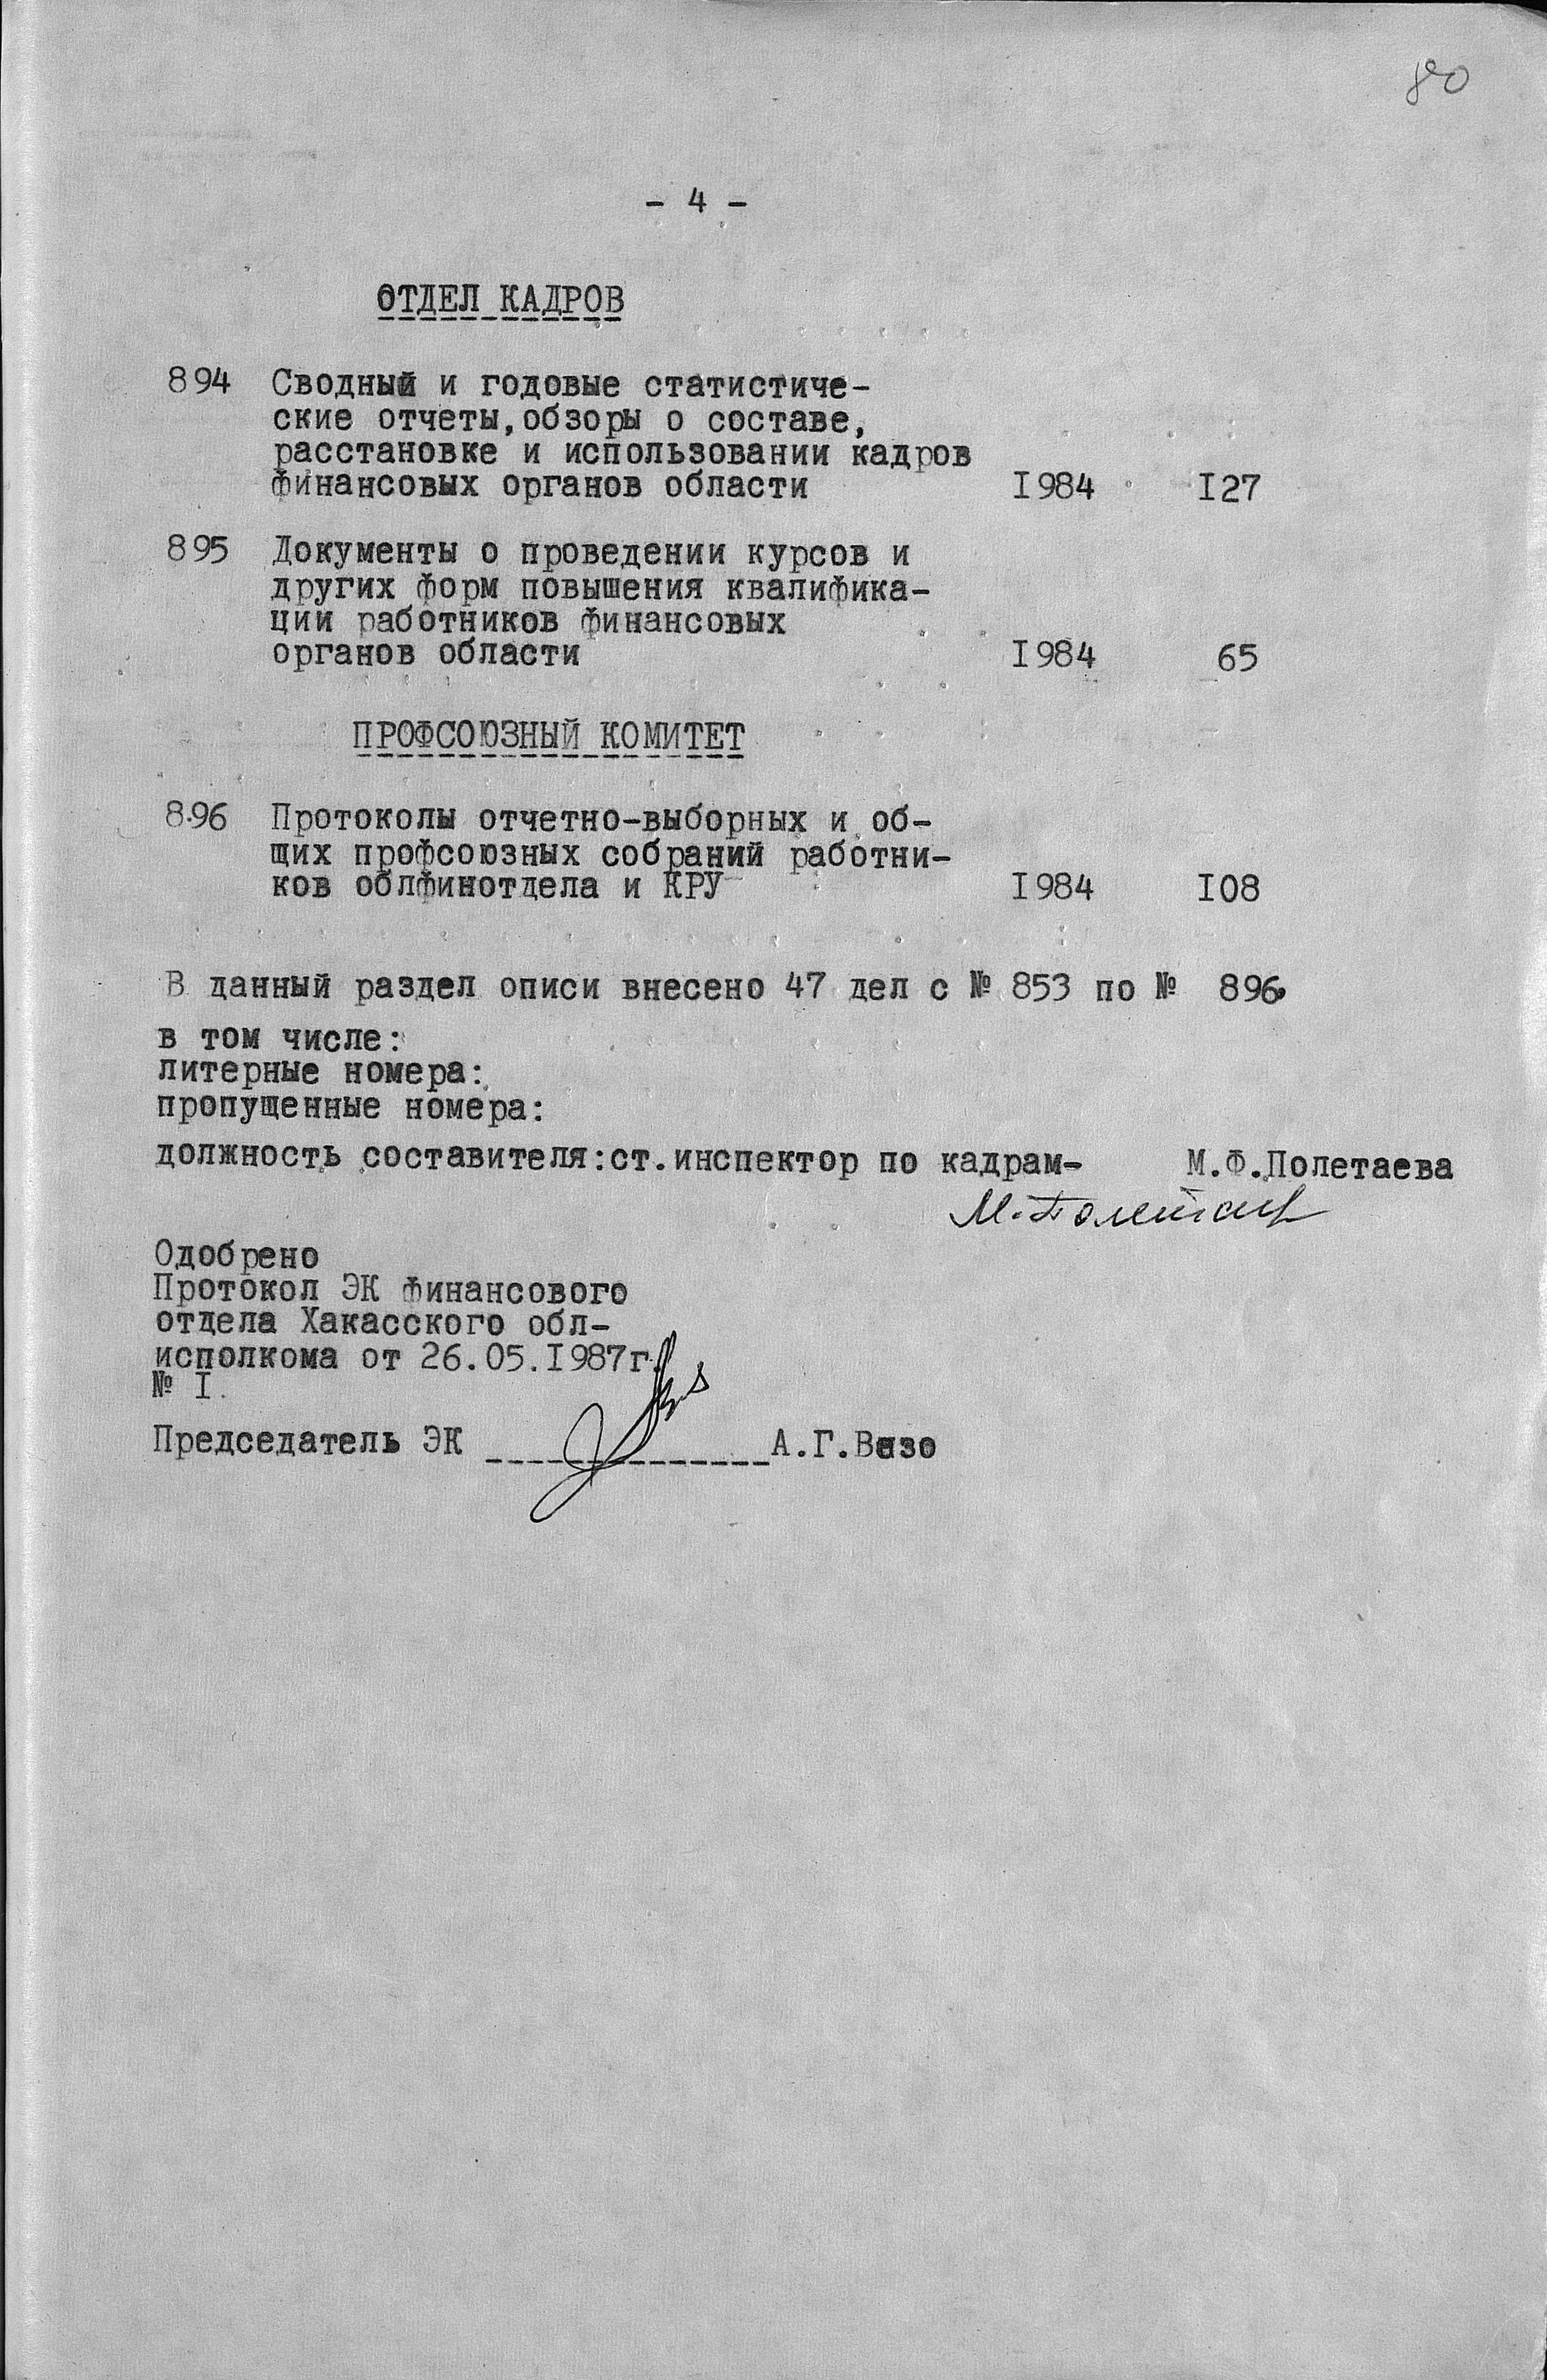 80
- 4 -
ОТДЕЛ КАДРОВ
894 Сводный и годовые статистиче-
ские отчеты,обзоры о составе,
расстановке и использовании кадров
финансовых органов области 1984 127
895 Документы о проведении курсов и
других форм повышения квалифика-
ции работников финансовых
органов области 1984 65
ПРОФСОЮЗНЫЙ КОМИТЕТ
896 Протоколы отчетно-выборных и об-
щих профсоюзных собраний работни-
ков облфинотдела и КРУ 1984 108
В данный раздел описи внесено 47 дел с № 853 по № 896,
в том числе:
литерные номера:
пропущенные номера:
должность составителя:ст.инспектор по кадрам- М.Ф.Полетаева
Одобрено
Протокол ЭК финансового
отдела Хакасского обл-
исполкома от 26.05.1987г.
№ 1.
Председатель ЭК ______________А.Г.